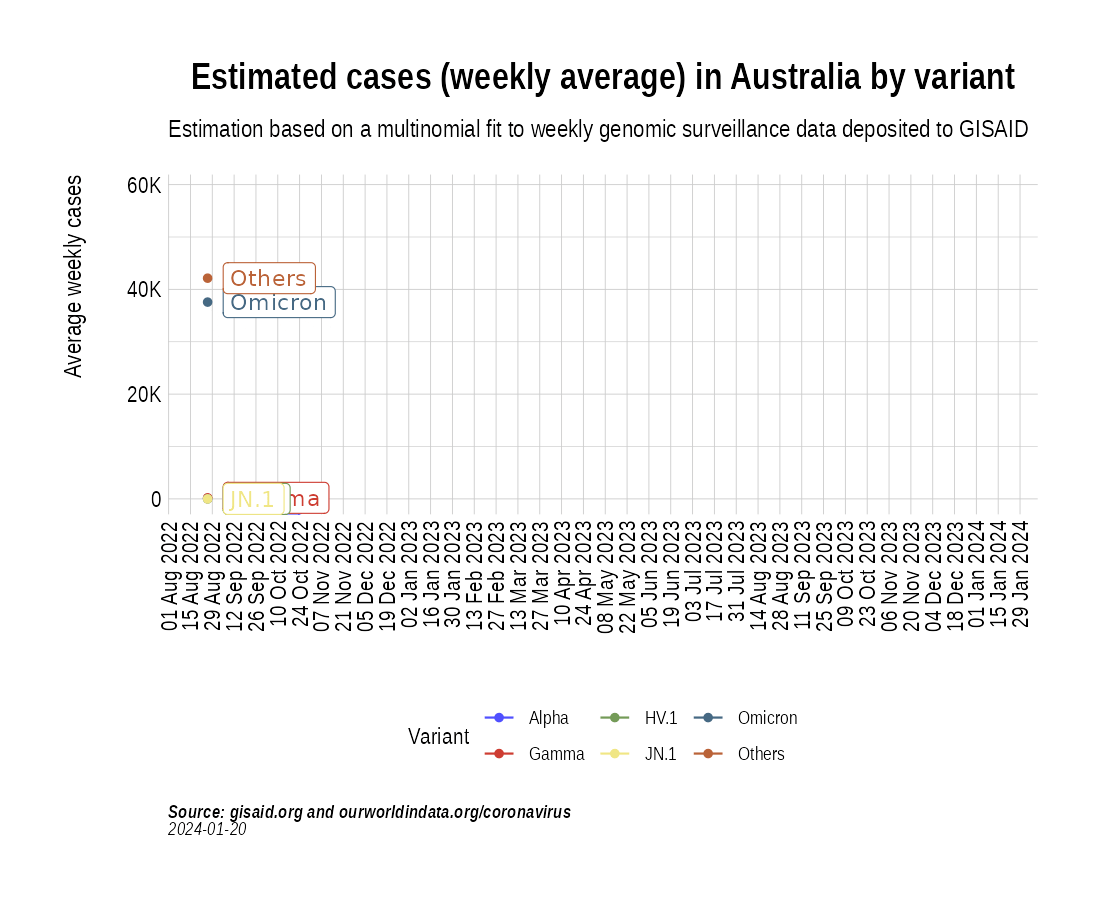 Estimated cases (weekly average) in Australia by variant
Estimation based on a multinomial fit to weekly genomic surveillance data deposited to GISAID
Average weekly cases
60K
40K
20K
0
Others
Omicron
JN.1
ma
01 Aug 2022
15 Aug 2022
29 Aug 2022
12 Sep 2022
26 Sep 2022
10 Oct 2022
24 Oct 2022
07 Nov 2022
21 Nov 2022
05 Dec 2022
19 Dec 2022
02 Jan 2023
16 Jan 2023
30 Jan 2023
13 Feb 2023
27 Feb 2023
13 Mar 2023
27 Mar 2023
10 Apr 2023
24 Apr 2023
08 May 2023
22 May 2023
05 Jun 2023
19 Jun 2023
03 Jul 2023
17 Jul 2023
31 Jul 2023
14 Aug 2023
28 Aug 2023
11 Sep 2023
25 Sep 2023
09 Oct 2023
23 Oct 2023
06 Nov 2023
20 Nov 2023
04 Dec 2023
18 Dec 2023
01 Jan 2024
15 Jan 2024
29 Jan 2024
Variant
Alpha
HV.1
Omicron
Gamma
JN.1
Others
Source: gisaid.org and ourworldindata.org/coronavirus
2024-01-20